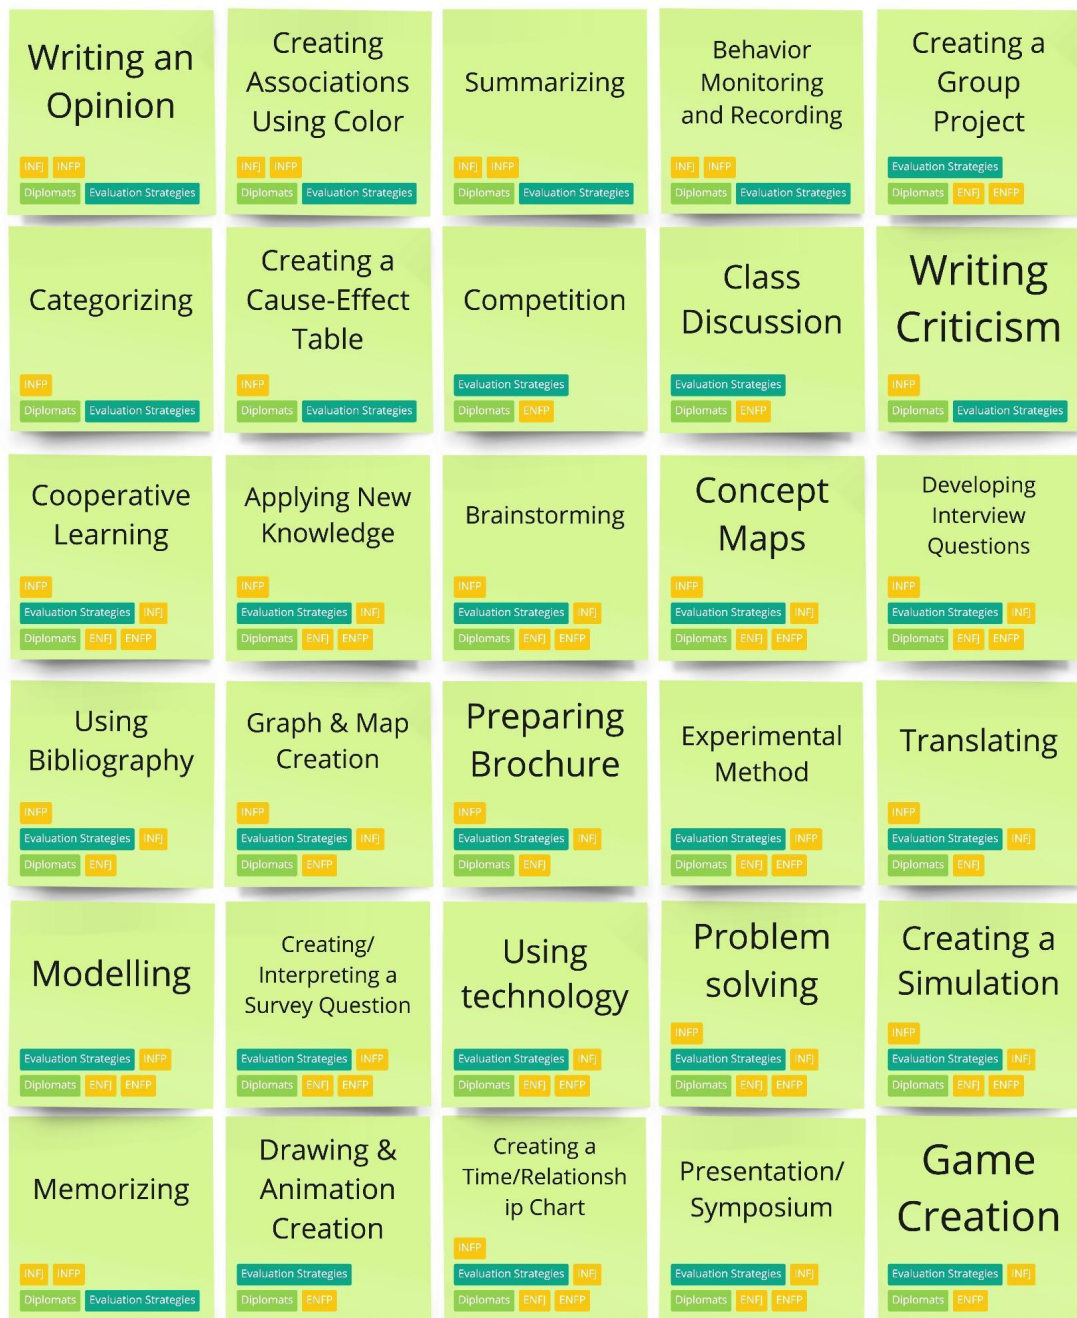 Writing an
Opinion
INFJ INFP
Diplomats Evaluation Strategies
Creating
Associations
Using Color
INFJ INFP
Diplomats Evaluation Strategies
Summarizing
INFJ INFP
Diplomats Evaluation Strategies
Behavior
Monitoring
and Recording
INFJ INFP
Diplomats Evaluation Strategies
Creating a
Group
Project
Evaluation Strategies
Diplomats ENFJ ENFP
Categorizing
INFP
Diplomats Evaluation Strategies
Creating a
Cause-Effect
Table
INFP
Diplomats Evaluation Strategies
Competition
Evaluation Strategies
Diplomats ENFP
Class
Discussion
Evaluation Strategies
Diplomats ENFP
Writing
Criticism
INFP
Diplomats Evaluation Strategies
Cooperative
Learning
INFP
Evaluation Strategies INFJ
Diplomats ENFJ ENFP
Applying New
Knowledge
INFP
Evaluation Strategies INFJ
Diplomats ENFJ ENFP
Brainstorming
INFP
Evaluation Strategies INFJ
Diplomats ENFJ ENFP
Concept
Maps
INFP
Evaluation Strategies INFJ
Diplomats ENFJ ENFP
Developing
Interview
Questions
INFP
Evaluation Strategies INFJ
Diplomats ENFJ ENFP
Using
Bibliography
INFP
Evaluation Strategies INFJ
Diplomats ENFJ
Graph & Map
Creation
INFP
Evaluation Strategies INFJ
Diplomats ENFP
Preparing
Brochure
INFP
Evaluation Strategies INFJ
Diplomats ENFJ
Experimental
Method
Evaluation Strategies INFP
Diplomats ENFJ ENFP
Translating
INFP
Evaluation Strategies INFJ
Diplomats ENFJ
Modelling
Evaluation Strategies INFP
Diplomats ENFJ ENFP
Creating/
Interpreting a
Survey Question
Evaluation Strategies INFP
Diplomats ENFJ ENFP
Using
technology
Evaluation Strategies INFJ
Diplomats ENFJ ENFP
Problem
solving
INFP
Evaluation Strategies INFJ
Diplomats ENFJ ENFP
Creating a
Simulation
INFP
Evaluation Strategies INFJ
Diplomats ENFJ ENFP
Memorizing
INFJ INFP
Diplomats Evaluation Strategies
Drawing &
Animation
Creation
Evaluation Strategies
Diplomats ENFP
Creating a
Time/Relationsh
ip Chart
INFP
Evaluation Strategies INFJ
Diplomats ENFJ ENFP
Presentation/
Symposium
Evaluation Strategies INFJ
Diplomats ENFJ ENFP
Game
Creation
Evaluation Strategies INFJ
Diplomats ENFP